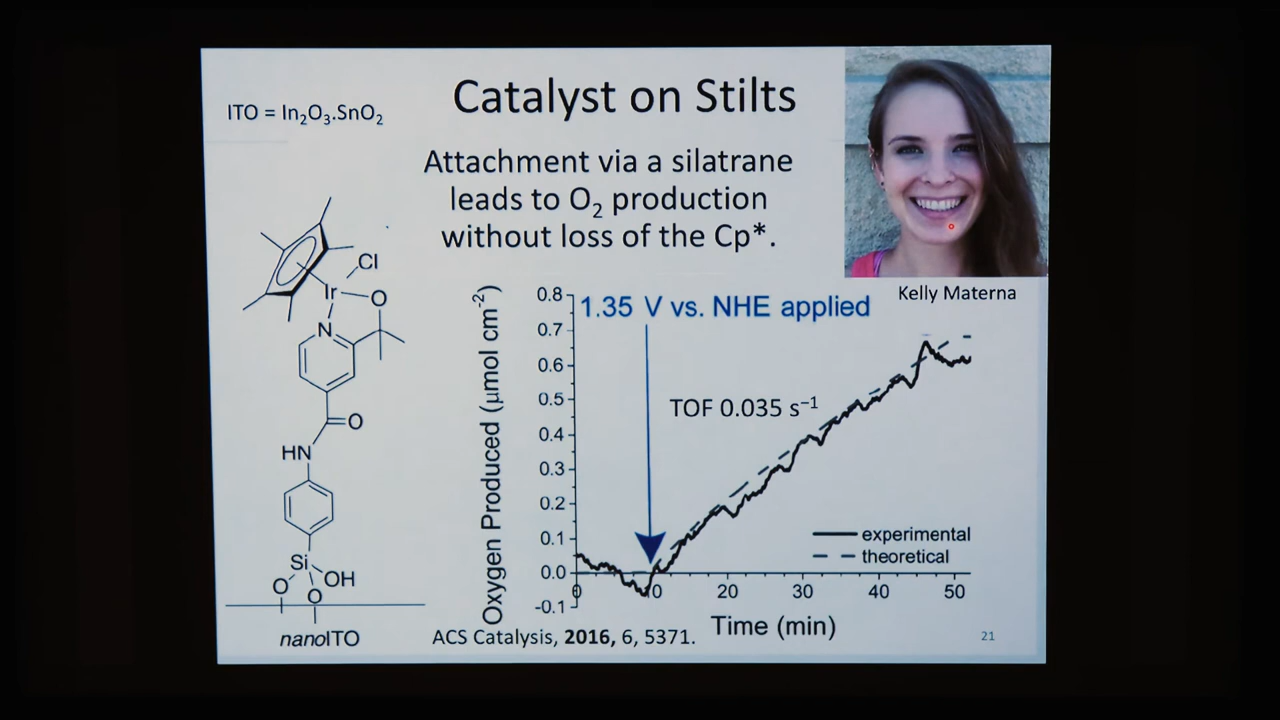 Catalyst on Stilts
ITO = In₂O₃.SnO₂
Attachment via a silatrane
leads to O₂ production
without loss of the Cp*.
Kelly Materna
Cl
Ir
O
N
O
HN
Si
OH
O
O
nanoITO
Oxygen Produced (µmol cm⁻²)
0.8
0.7
0.6
0.5
0.4
0.3
0.2
0.1
0.0
-0.1
1.35 V vs. NHE applied
TOF 0.035 s⁻¹
experimental
theoretical
0 10 20 30 40 50
Time (min)
ACS Catalysis, 2016, 6, 5371.
21